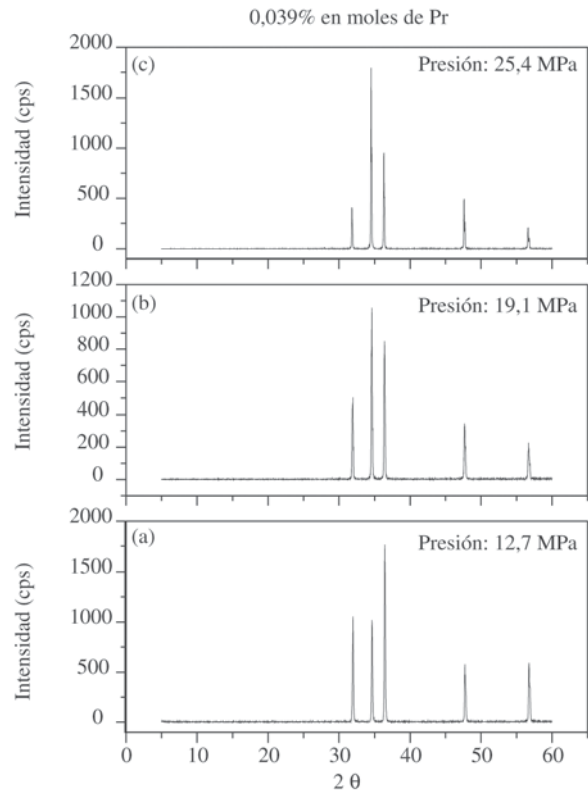 0,039% en moles de Pr
(c)
Presión: 25,4 MPa
Intensidad (cps)
2000
1500
1000
500
0
(b)
Presión: 19,1 MPa
Intensidad (cps)
1200
1000
800
600
400
200
0
(a)
Presión: 12,7 MPa
Intensidad (cps)
2000
1500
1000
500
0
0 10 20 30 40 50 60
2 θ